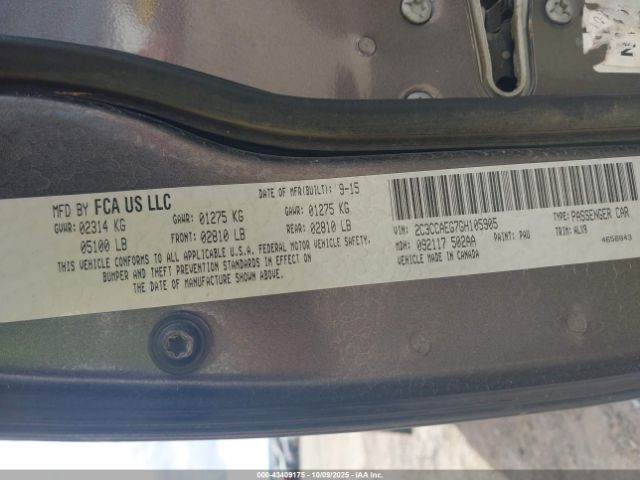 MFD BY FCA US LLC
DATE OF MFR(BUILT): 9-15
GVWR: 02314 KG
05100 LB
GAWR: 01275 KG
FRONT: 02810 LB
GAWR: 01275 KG
REAR: 02810 LB
THIS VEHICLE CONFORMS TO ALL APPLICABLE U.S.A. FEDERAL MOTOR VEHICLE SAFETY,
BUMPER AND THEFT PREVENTION STANDARDS IN EFFECT ON
THE DATE OF MANUFACTURE SHOWN ABOVE.
VIN: 2C3CCAEG7GH105905
TYPE: PASSENGER CAR
MDH: 092117 502AA
PAINT: PAU
TRIM: ALX9
VEHICLE MADE IN CANADA
4658843
000-43409175 - 10/09/2025 - IAAI.COM